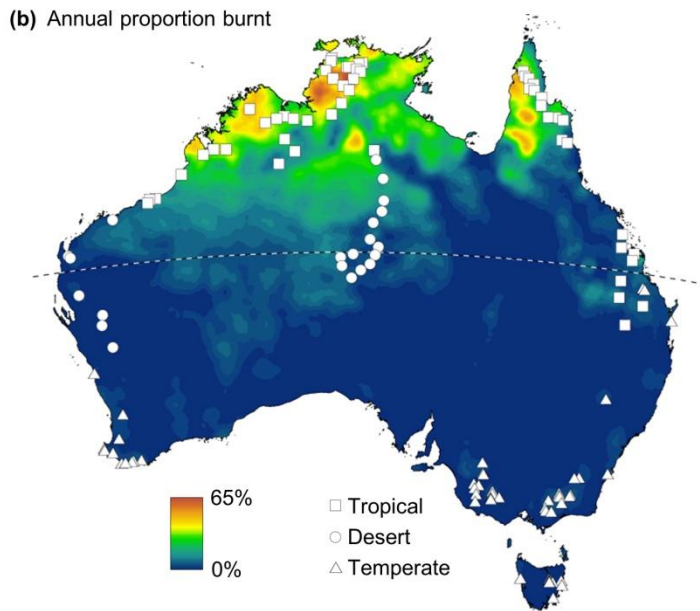 (b) Annual proportion burnt
65%
0%
Tropical
Desert
Temperate